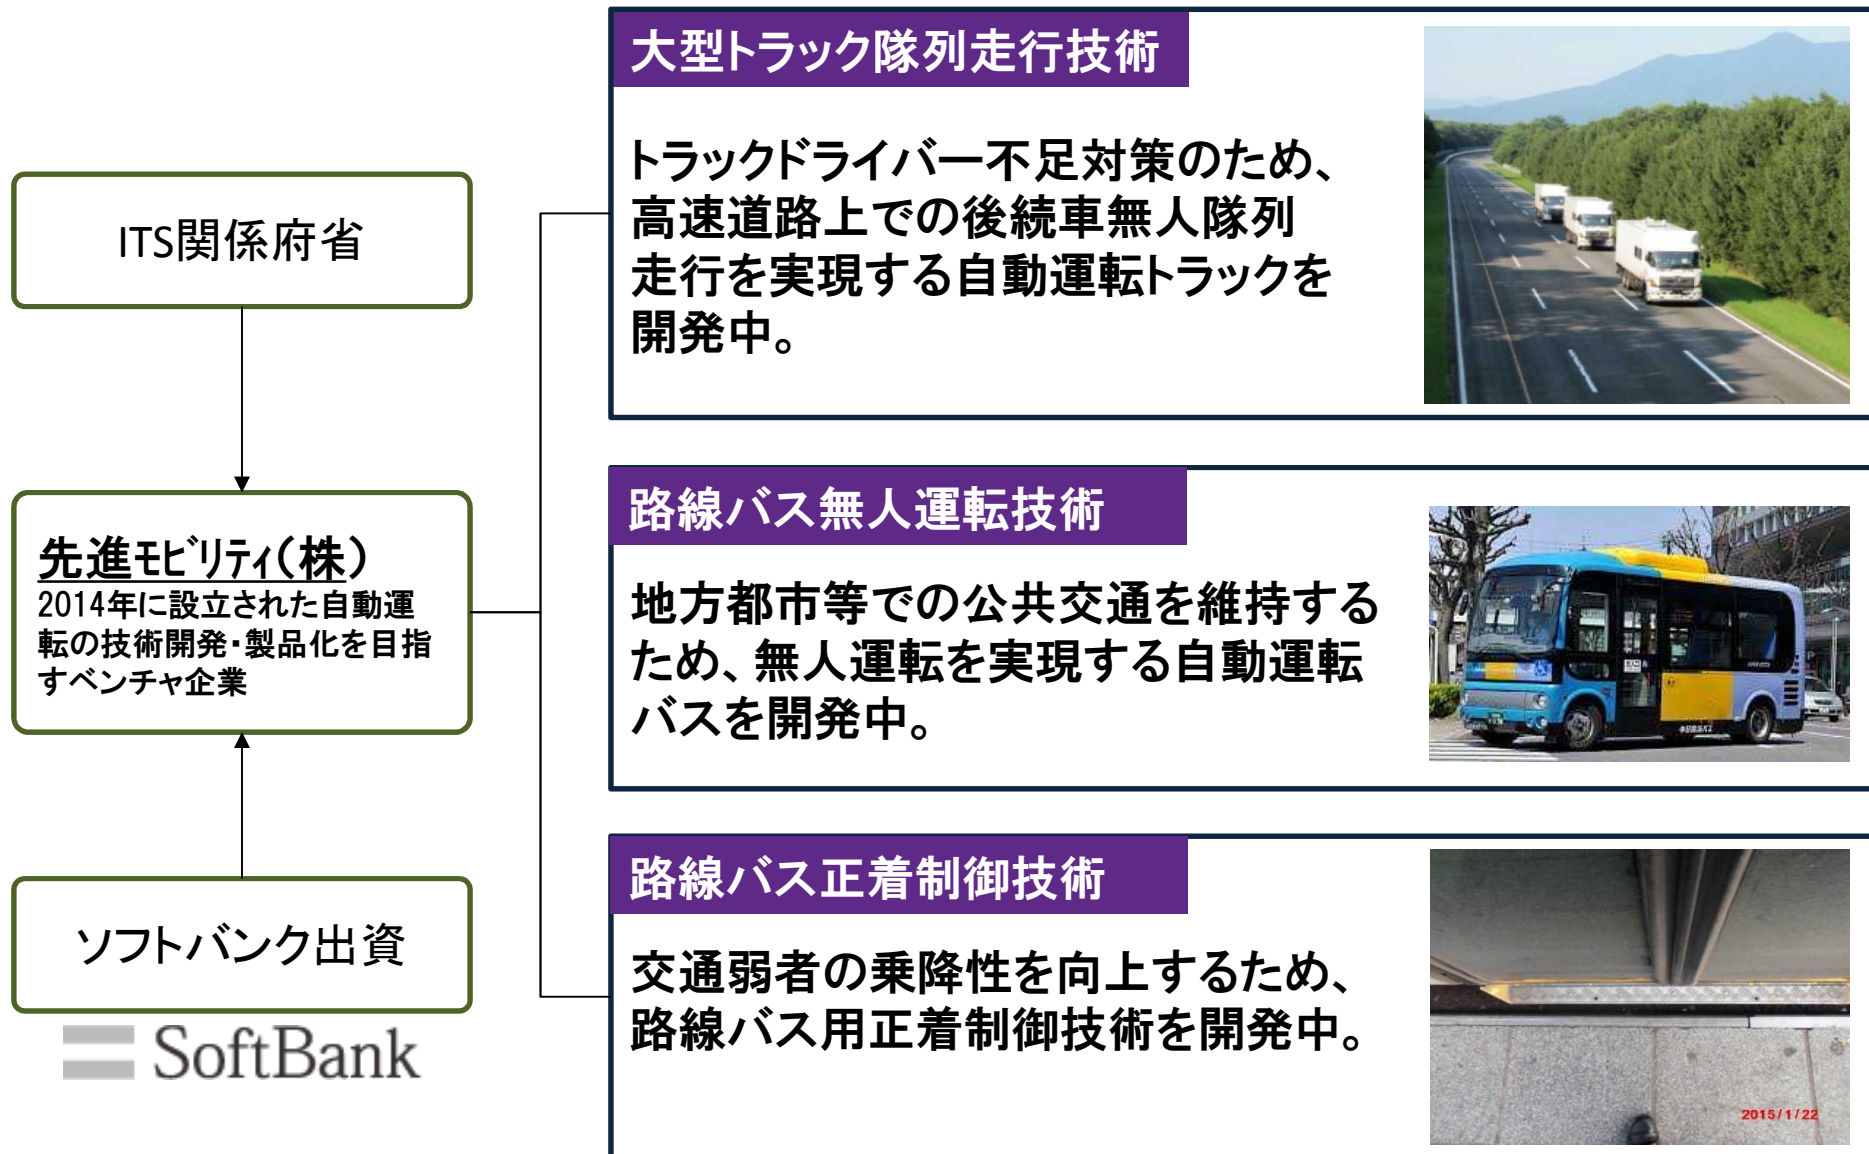 大型トラック隊列走行技術
トラックドライバー不足対策のため、
高速道路上での後続車無人隊列
走行を実現する自動運転トラックを
開発中。
ITS関係府省
先進ﾓﾋﾞﾘﾃｨ(株)
2014年に設立された自動運
転の技術開発・製品化を目指
すベンチャ企業
ソフトバンク出資
SoftBank
路線バス無人運転技術
地方都市等での公共交通を維持する
ため、無人運転を実現する自動運転
バスを開発中。
路線バス正着制御技術
交通弱者の乗降性を向上するため、
路線バス用正着制御技術を開発中。
2015/1/22